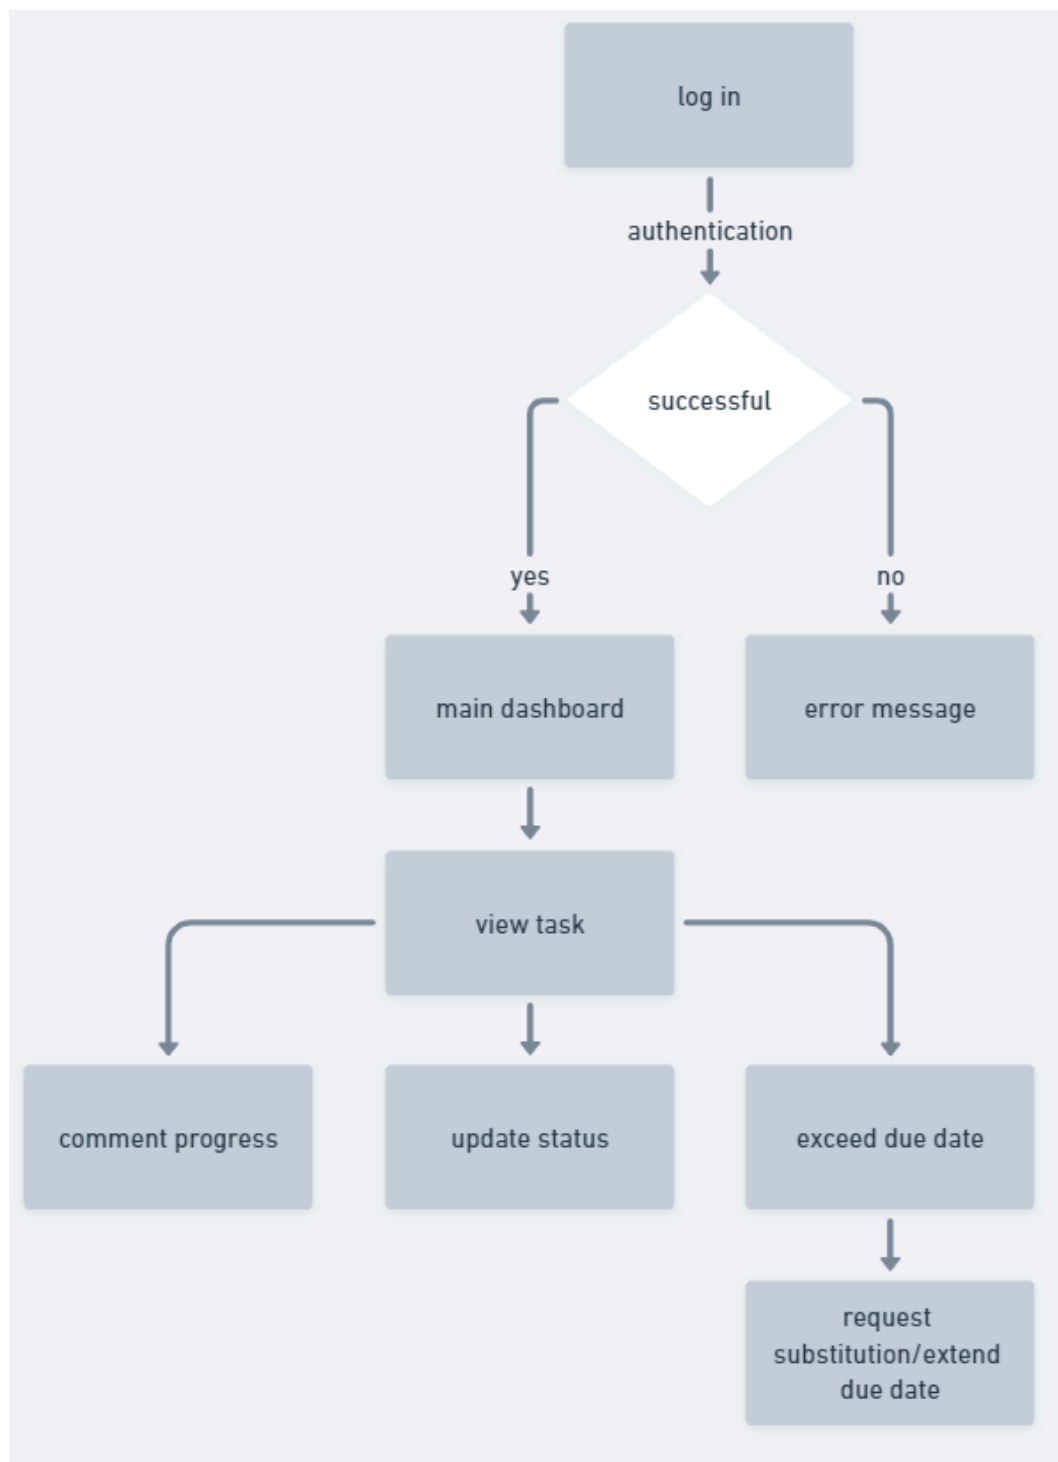 log in
authentication
successful
yes
no
main dashboard
error message
view task
comment progress
update status
exceed due date
request
substitution/extend
due date